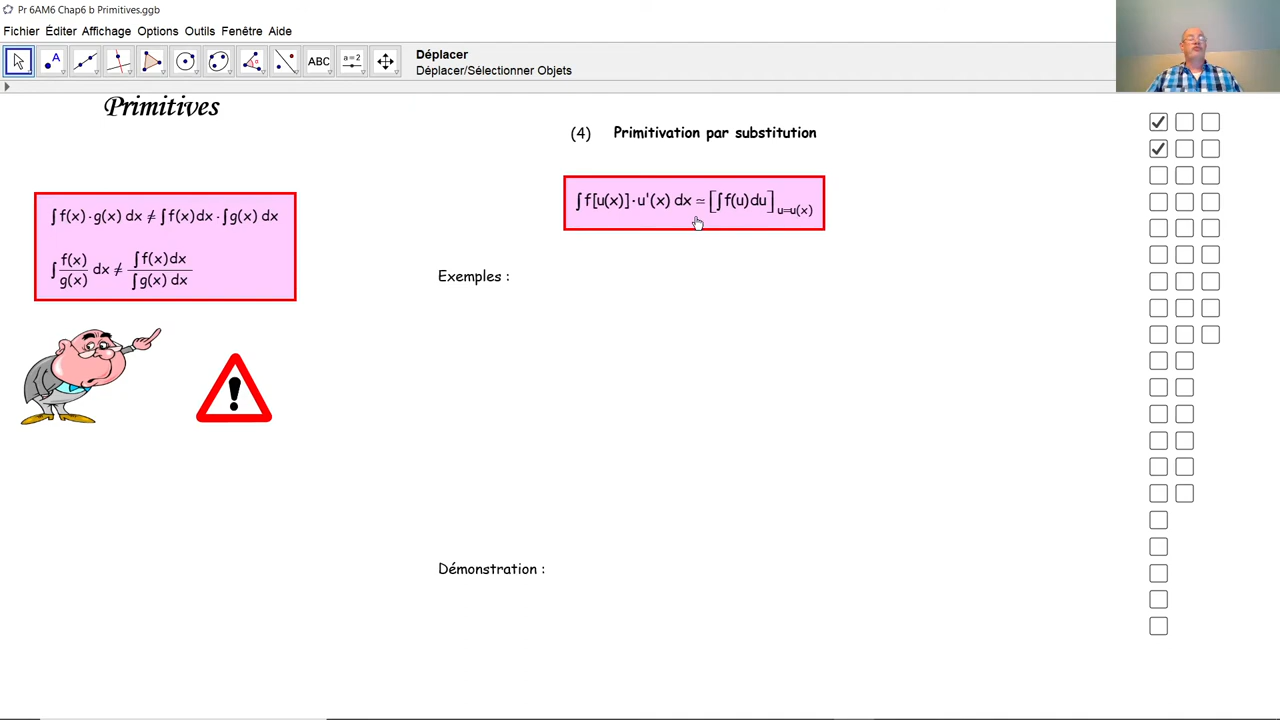 Pr 6AM6 Chap6 b Primitives.ggb
Fichier Éditer Affichage Options Outils Fenêtre Aide
A
ABC
a=2
Déplacer
Déplacer/Sélectionner Objets
Primitives
(4) Primitivation par substitution
∫f(x)·g(x) dx ≠ ∫f(x)dx·∫g(x) dx
∫ f(x)/g(x) dx ≠ ∫f(x)dx / ∫g(x) dx
∫f[u(x)]·u'(x) dx ≃ [∫f(u)du] u=u(x)
Exemples :
Démonstration :